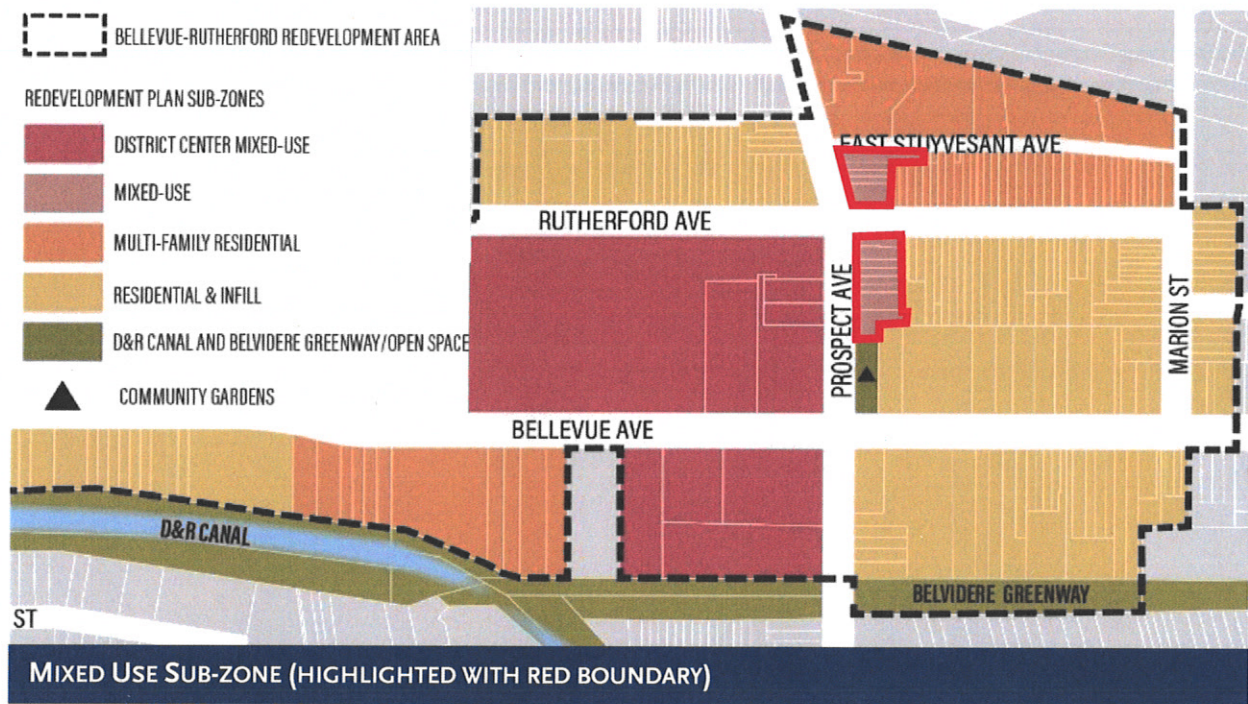 BELLEVUE-RUTHERFORD REDEVELOPMENT AREA
REDEVELOPMENT PLAN SUB-ZONES
DISTRICT CENTER MIXED-USE
MIXED-USE
MULTI-FAMILY RESIDENTIAL
RESIDENTIAL & INFILL
D&R CANAL AND BELVIDERE GREENWAY/OPEN SPACE
COMMUNITY GARDENS
EAST STUYVESANT AVE
RUTHERFORD AVE
PROSPECT AVE
MARION ST
BELLEVUE AVE
D&R CANAL
BELVIDERE GREENWAY
ST
MIXED USE SUB-ZONE (HIGHLIGHTED WITH RED BOUNDARY)